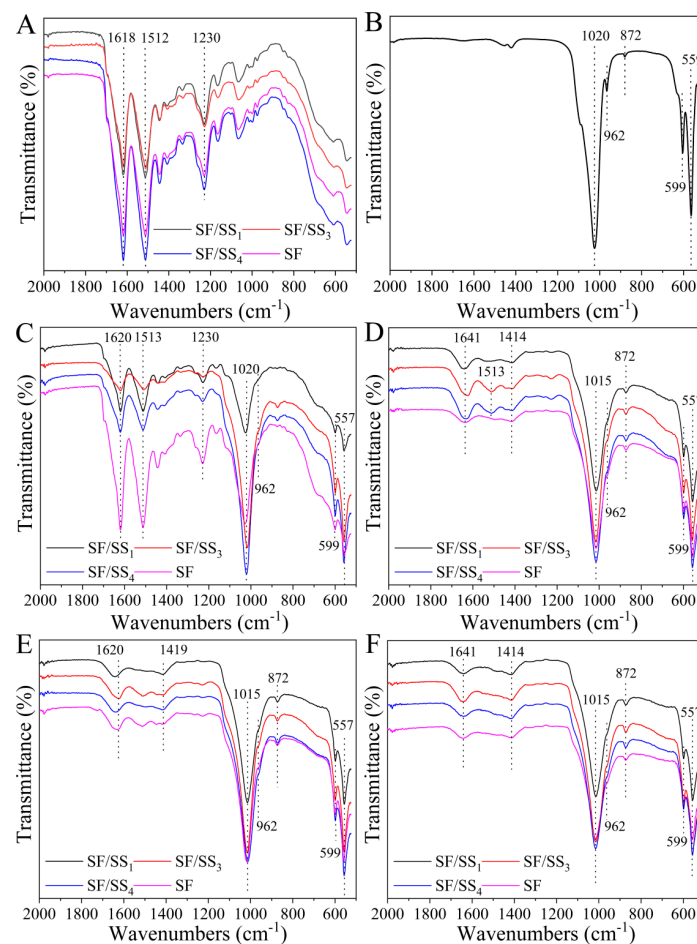 A
1618
1512
1230
Transmittance (%)
SF/SS₁
SF/SS₃
SF/SS₄
SF
2000 1800 1600 1400 1200 1000 800 600
Wavenumbers (cm⁻¹)
B
1020
872
559
962
599
Transmittance (%)
2000 1800 1600 1400 1200 1000 800 600
Wavenumbers (cm⁻¹)
C
1620
1513
1230
1020
557
962
599
Transmittance (%)
SF/SS₁
SF/SS₃
SF/SS₄
SF
2000 1800 1600 1400 1200 1000 800 600
Wavenumbers (cm⁻¹)
D
1641
1414
1513
872
1015
557
962
599
Transmittance (%)
SF/SS₁
SF/SS₃
SF/SS₄
SF
2000 1800 1600 1400 1200 1000 800 600
Wavenumbers (cm⁻¹)
E
1620
1419
872
1015
557
962
599
Transmittance (%)
SF/SS₁
SF/SS₃
SF/SS₄
SF
2000 1800 1600 1400 1200 1000 800 600
Wavenumbers (cm⁻¹)
F
1641
1414
872
1015
557
962
599
Transmittance (%)
SF/SS₁
SF/SS₃
SF/SS₄
SF
2000 1800 1600 1400 1200 1000 800 600
Wavenumbers (cm⁻¹)